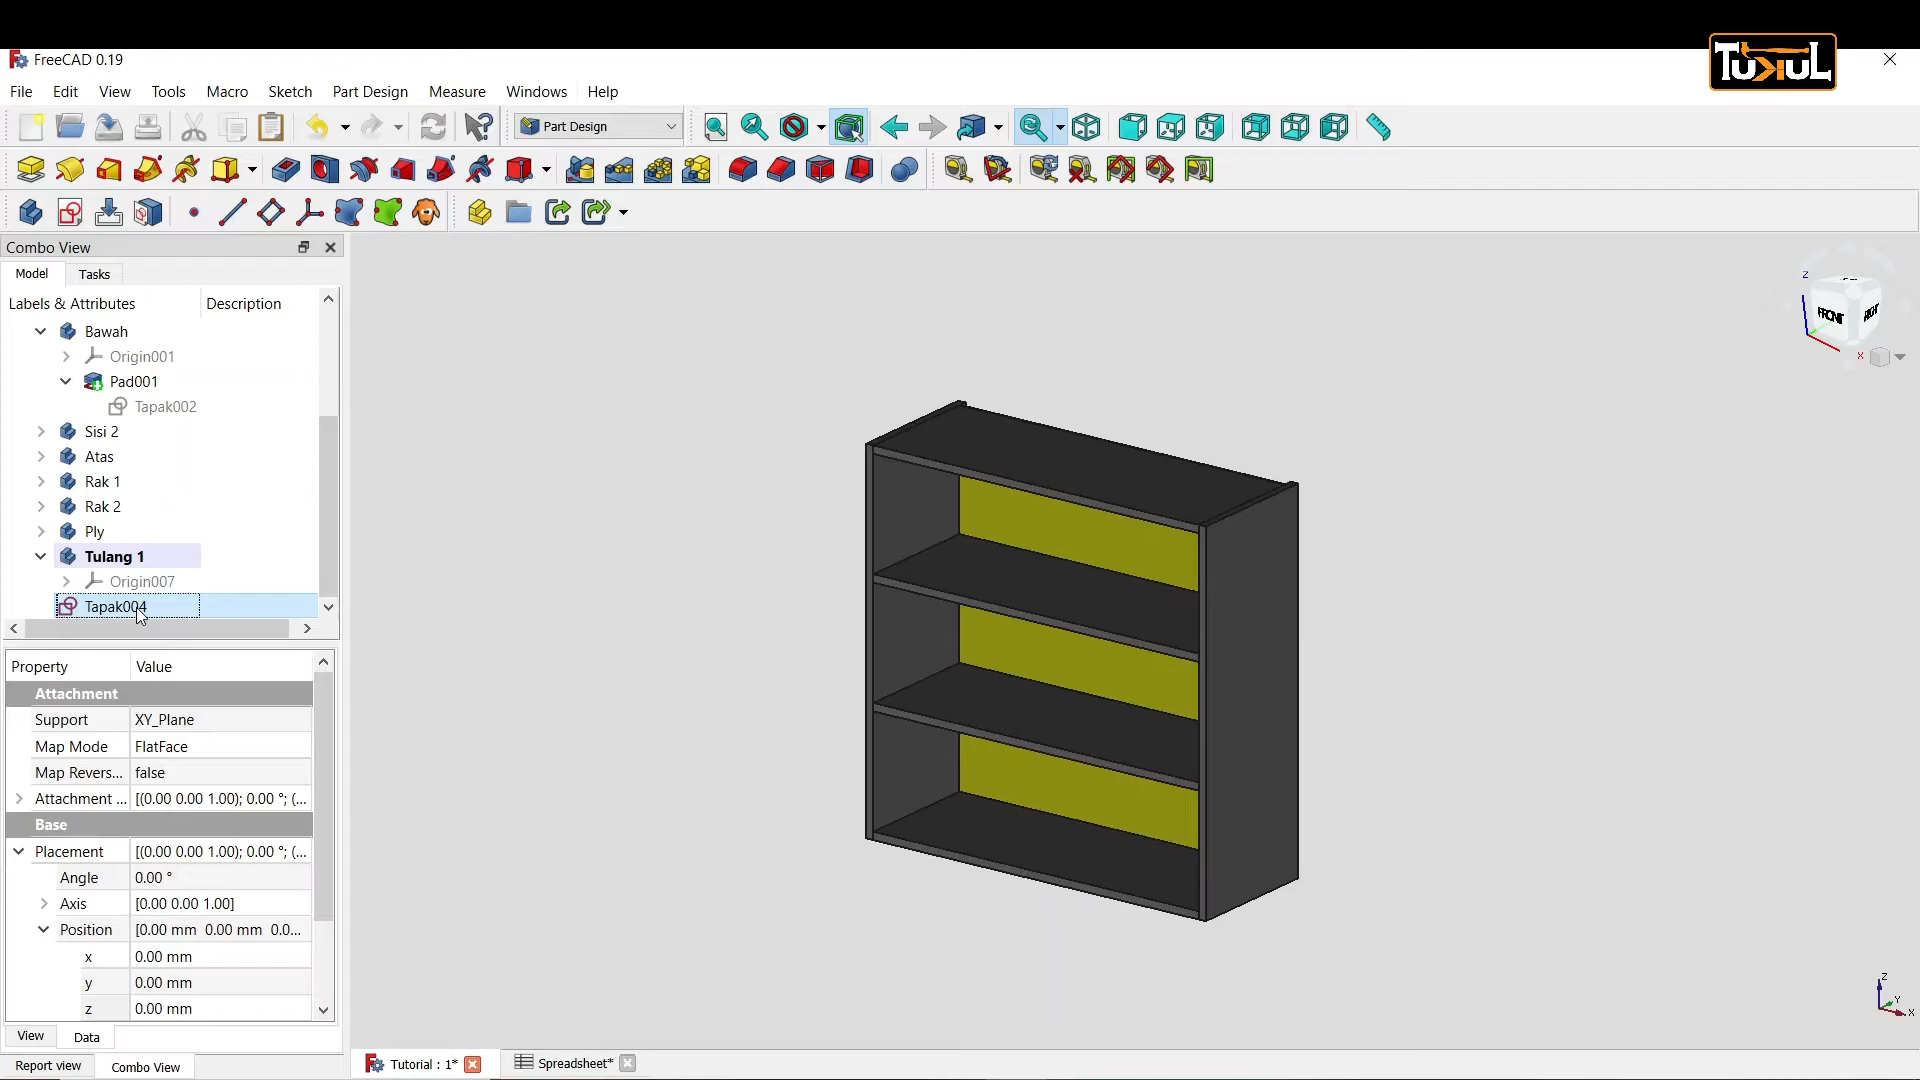 TUKUL
FreeCAD 0.19
File Edit View Tools Macro Sketch Part Design Measure Windows Help
Part Design
Combo View
Model Tasks
Labels & Attributes Description
Bawah
Origin001
Pad001
Tapak002
Sisi 2
Atas
Rak 1
Rak 2
Ply
Tulang 1
Origin007
Tapak004
Property Value
Attachment
Support XY_Plane
Map Mode FlatFace
Map Revers... false
Attachment ... [(0.00 0.00 1.00); 0.00 °; (...
Base
Placement [(0.00 0.00 1.00); 0.00 °; (...
Angle 0.00 °
Axis [0.00 0.00 1.00]
Position [0.00 mm 0.00 mm 0.0...
x 0.00 mm
y 0.00 mm
z 0.00 mm
View Data
Report view Combo View
Tutorial : 1* Spreadsheet*
Z
FRONT RIGHT
X
Z
Y
X